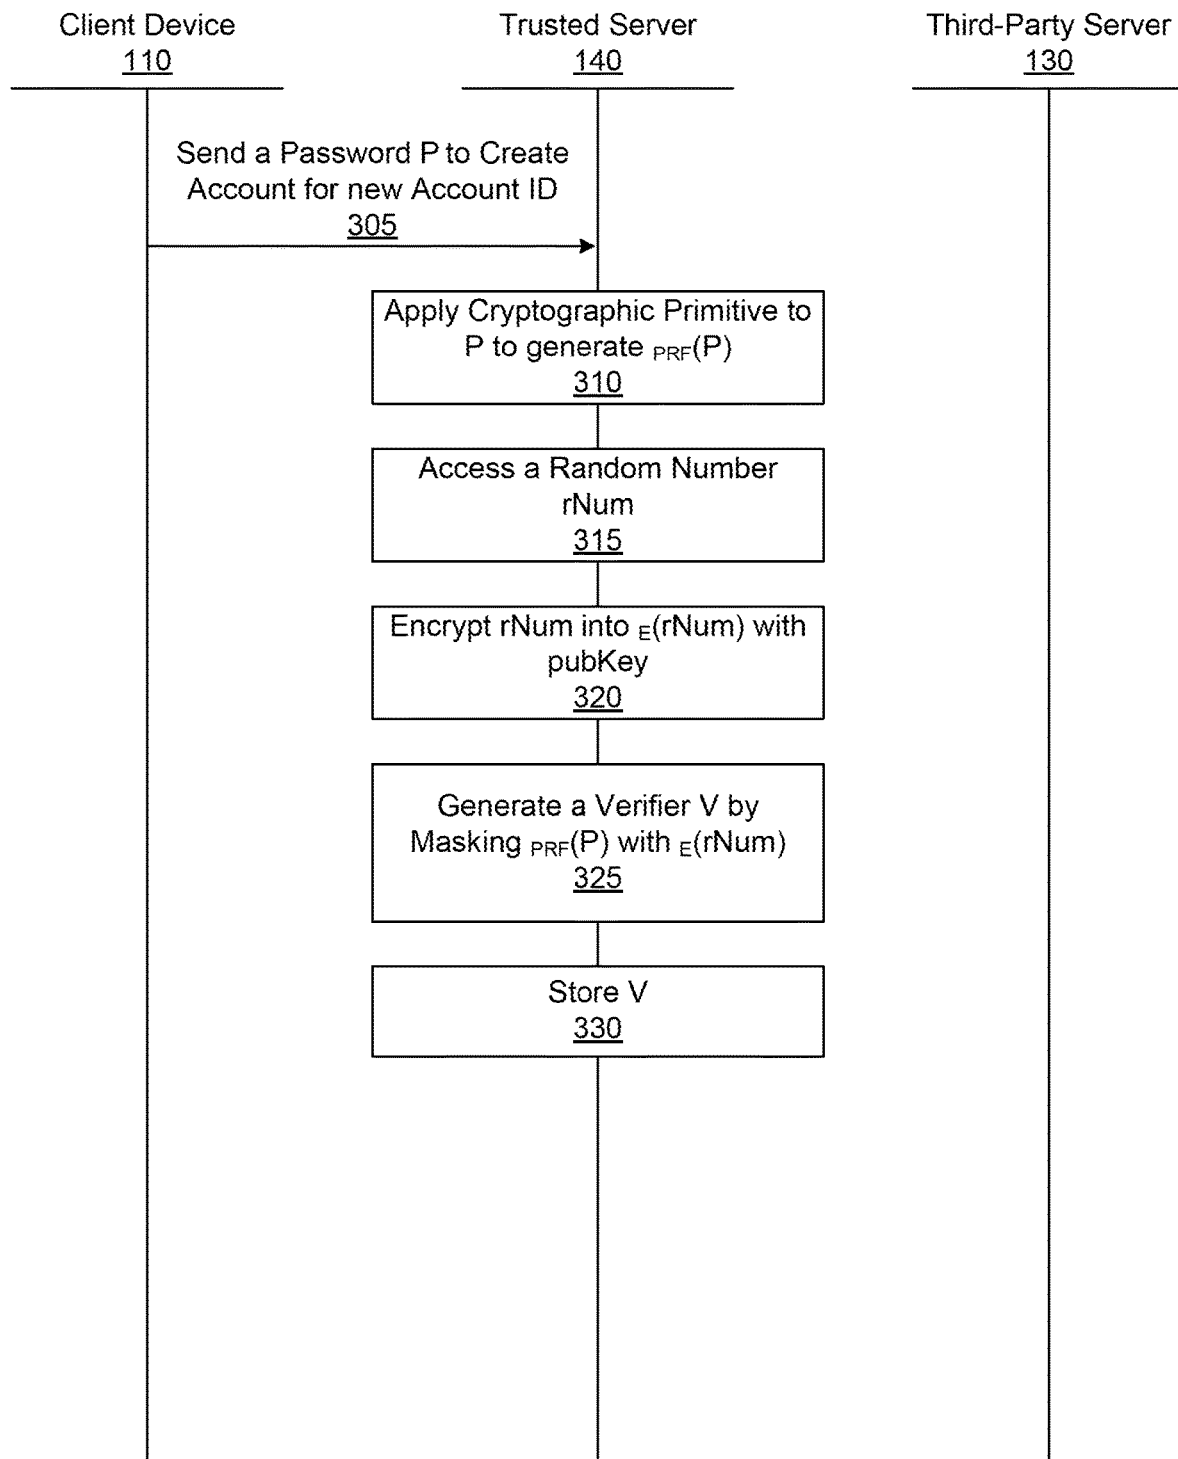 Client Device
110
Trusted Server
140
Third-Party Server
130
Send a Password P to Create
Account for new Account ID
305
Apply Cryptographic Primitive to
P to generate PRF(P)
310
Access a Random Number
rNum
315
Encrypt rNum into E(rNum) with
pubKey
320
Generate a Verifier V by
Masking PRF(P) with E(rNum)
325
Store V
330